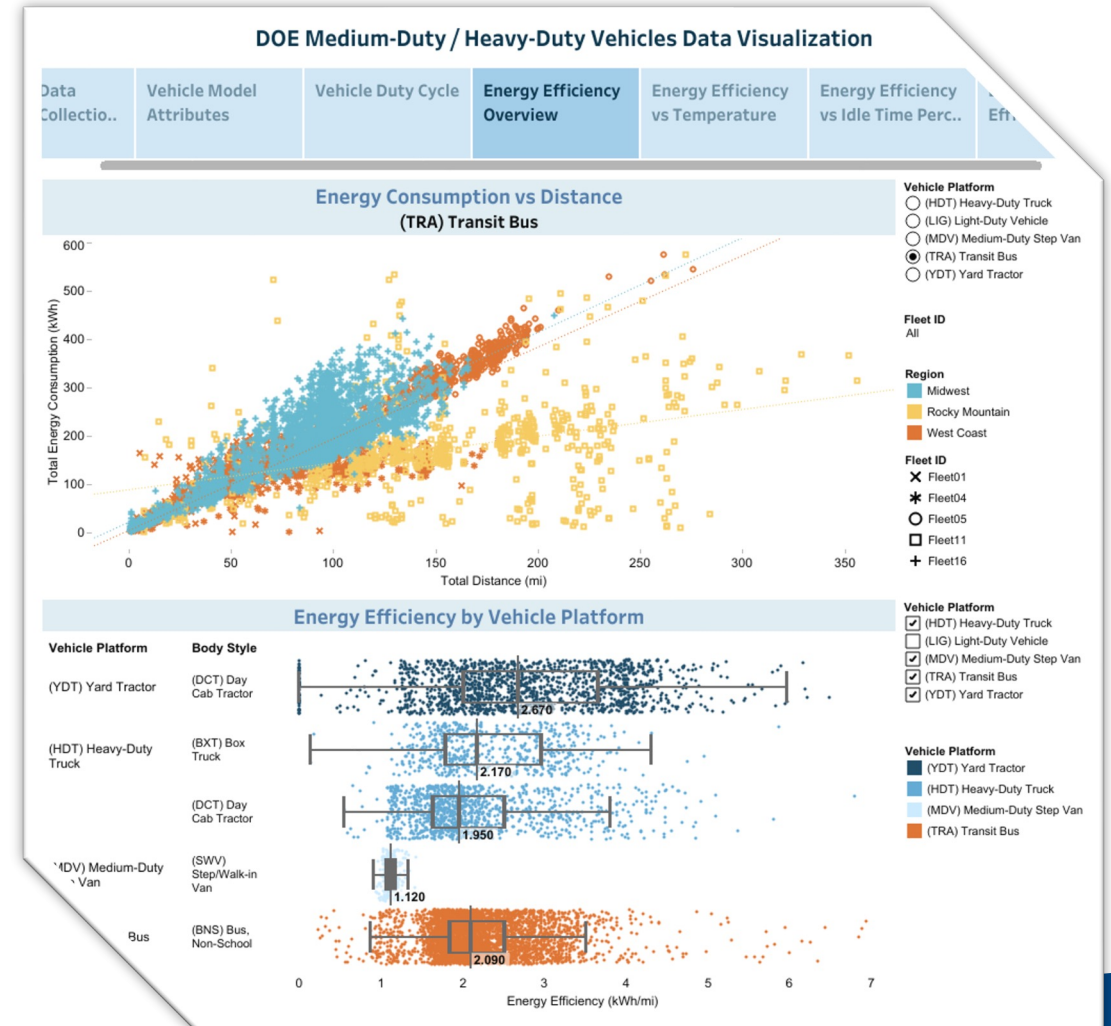 DOE Medium-Duty / Heavy-Duty Vehicles Data Visualization
Data Collectio..
Vehicle Model Attributes
Vehicle Duty Cycle
Energy Efficiency Overview
Energy Efficiency vs Temperature
Energy Efficiency vs Idle Time Perc..
Energy Consumption vs Distance
(TRA) Transit Bus
Total Energy Consumption (kWh)
600
500
400
300
200
100
0
0 50 100 150 200 250 300 350
Total Distance (mi)
Vehicle Platform
(HDT) Heavy-Duty Truck
(LIG) Light-Duty Vehicle
(MDV) Medium-Duty Step Van
(TRA) Transit Bus
(YDT) Yard Tractor
Fleet ID
All
Region
Midwest
Rocky Mountain
West Coast
Fleet ID
Fleet01
Fleet04
Fleet05
Fleet11
Fleet16
Energy Efficiency by Vehicle Platform
Vehicle Platform Body Style
(YDT) Yard Tractor
(DCT) Day
Cab Tractor
2.670
(HDT) Heavy-Duty
Truck
(BXT) Box
Truck
2.170
(DCT) Day
Cab Tractor
1.950
MDV) Medium-Duty
Van
(SWV)
Step/Walk-in
Van
1.120
Bus
(BNS) Bus,
Non-School
2.090
0 1 2 3 4 5 6 7
Energy Efficiency (kWh/mi)
Vehicle Platform
(HDT) Heavy-Duty Truck
(LIG) Light-Duty Vehicle
(MDV) Medium-Duty Step Van
(TRA) Transit Bus
(YDT) Yard Tractor
Vehicle Platform
(YDT) Yard Tractor
(HDT) Heavy-Duty Truck
(MDV) Medium-Duty Step Van
(TRA) Transit Bus